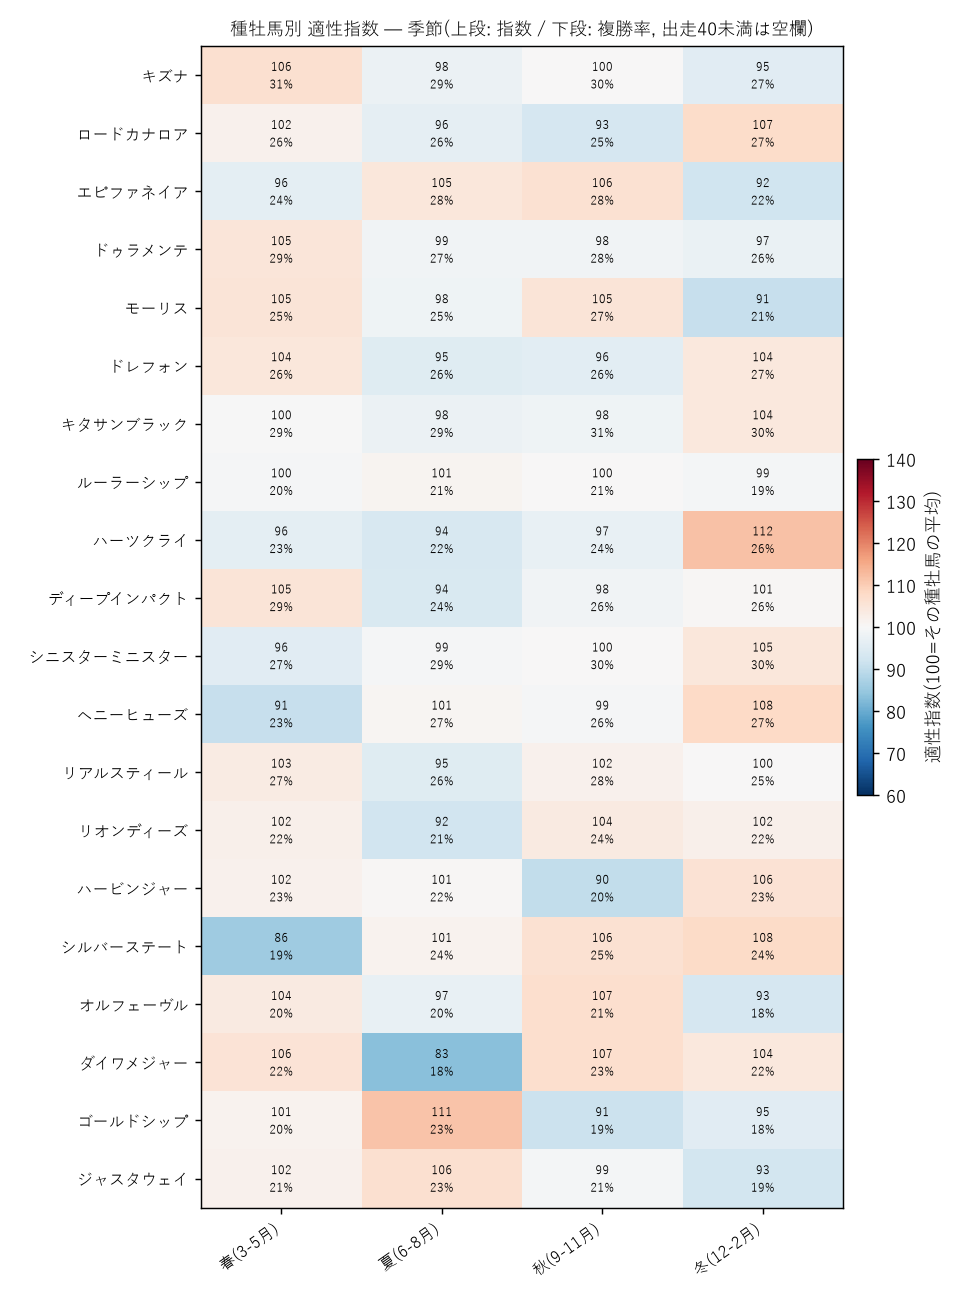 種牡馬別 適性指数 — 季節(上段: 指数 / 下段: 複勝率, 出走40未満は空欄)
キズナ 106 98 100 95
31% 29% 30% 27%
ロードカナロア 102 96 93 107
26% 26% 25% 27%
エピファネイア 96 105 106 92
24% 28% 28% 22%
ドゥラメンテ 105 99 98 97
29% 27% 28% 26%
モーリス 105 98 105 91
25% 25% 27% 21%
ドレフォン 104 95 96 104
26% 26% 26% 27%
キタサンブラック 100 98 98 104
29% 29% 31% 30%
ルーラーシップ 100 101 100 99
20% 21% 21% 19%
ハーツクライ 96 94 97 112
23% 22% 24% 26%
ディープインパクト 105 94 98 101
29% 24% 26% 26%
シニスターミニスター 96 99 100 105
27% 29% 30% 30%
ヘニーヒューズ 91 101 99 108
23% 27% 26% 27%
リアルスティール 103 95 102 100
27% 26% 28% 25%
リオンディーズ 102 92 104 102
22% 21% 24% 22%
ハービンジャー 102 101 90 106
23% 22% 20% 23%
シルバーステート 86 101 106 108
19% 24% 25% 24%
オルフェーヴル 104 97 107 93
20% 20% 21% 18%
ダイワメジャー 106 83 107 104
22% 18% 23% 22%
ゴールドシップ 101 111 91 95
20% 23% 19% 18%
ジャスタウェイ 102 106 99 93
21% 23% 21% 19%
春(3-5月) 夏(6-8月) 秋(9-11月) 冬(12-2月)
140
130
120
110
100
90
80
70
60
適性指数(100=その種牡馬の平均)